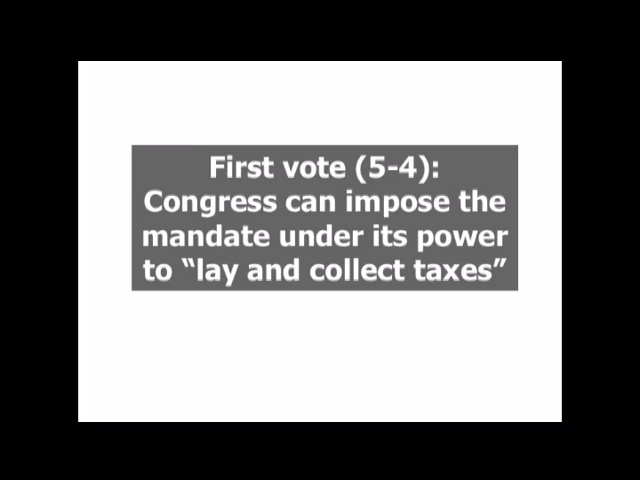 First vote (5-4):
Congress can impose the
mandate under its power
to “lay and collect taxes”